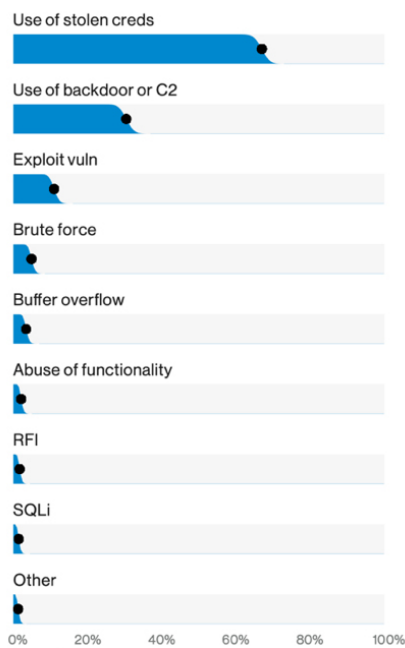 Use of stolen creds
Use of backdoor or C2
Exploit vuln
Brute force
Buffer overflow
Abuse of functionality
RFI
SQLi
Other
0% 20% 40% 60% 80% 100%